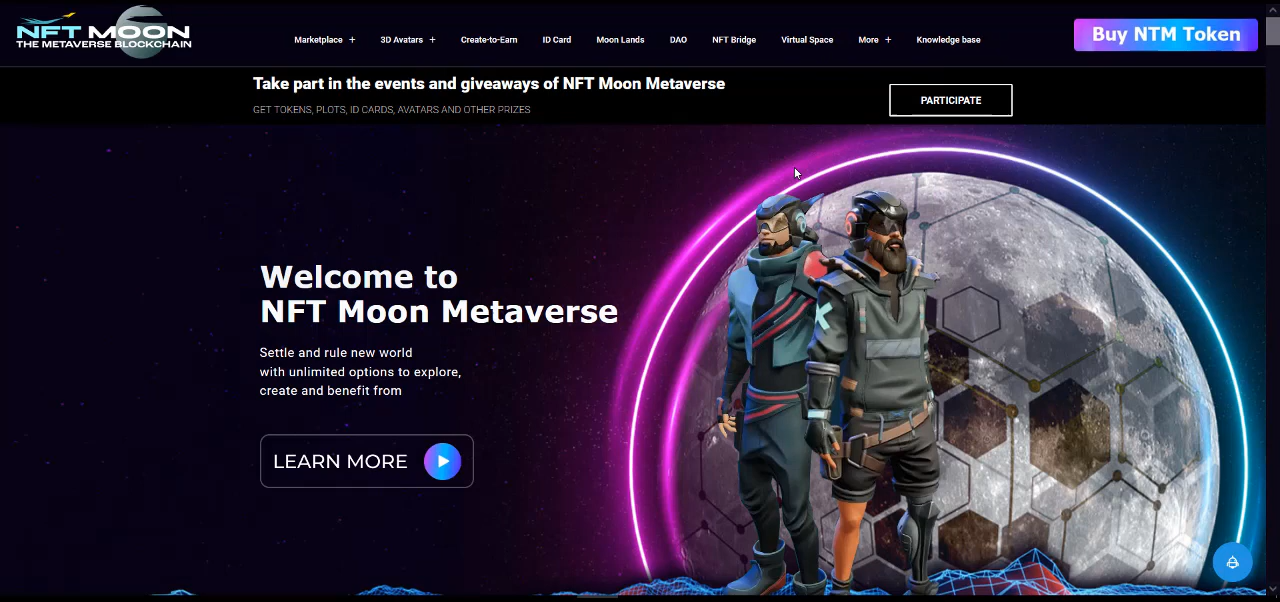 NFT MOON
THE METAVERSE BLOCKCHAIN
Marketplace +
3D Avatars +
Create-to-Earn
ID Card
Moon Lands
DAO
NFT Bridge
Virtual Space
More +
Knowledge base
Buy NTM Token
Take part in the events and giveaways of NFT Moon Metaverse
GET TOKENS, PLOTS, ID CARDS, AVATARS AND OTHER PRIZES
PARTICIPATE
Welcome to
NFT Moon Metaverse
Settle and rule new world
with unlimited options to explore,
create and benefit from
LEARN MORE